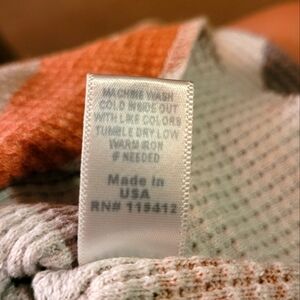 MACHINE WASH
COLD INSIDE OUT
WITH LIKE COLORS
TUMBLE DRY LOW
WARM IRON
IF NEEDED
Made in
USA
RN# 115412